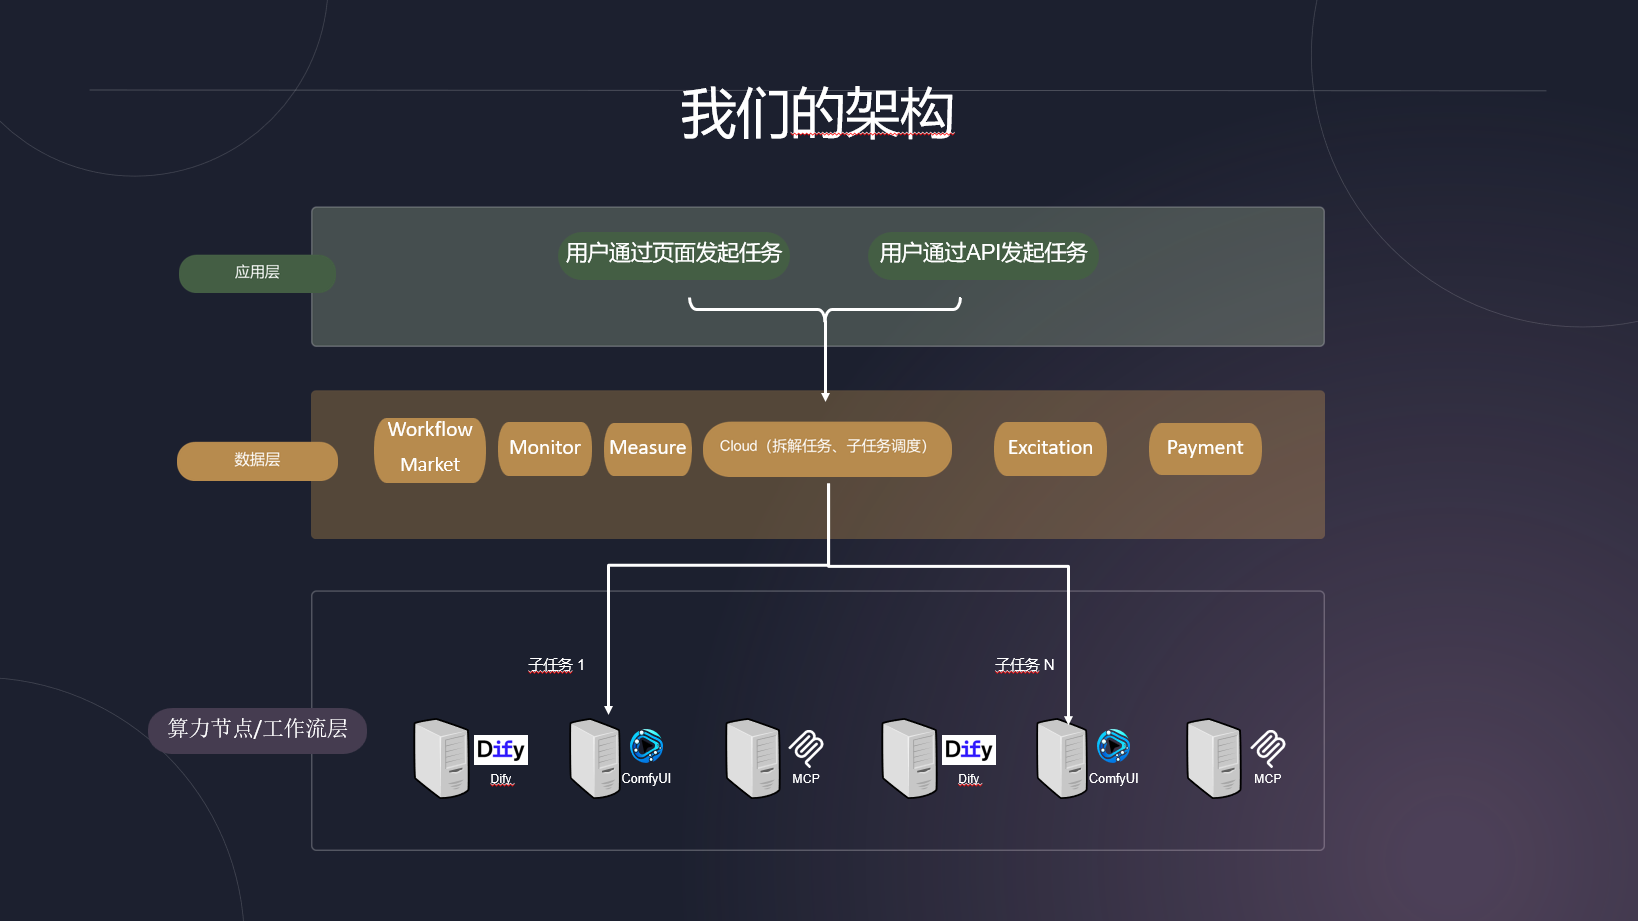 我们的架构
应用层
用户通过页面发起任务
用户通过API发起任务
数据层
Workflow
Market
Monitor
Measure
Cloud（拆解任务、子任务调度）
Excitation
Payment
子任务 1
子任务 N
算力节点/工作流层
Dify
Dify
ComfyUI
MCP
Dify
Dify
ComfyUI
MCP